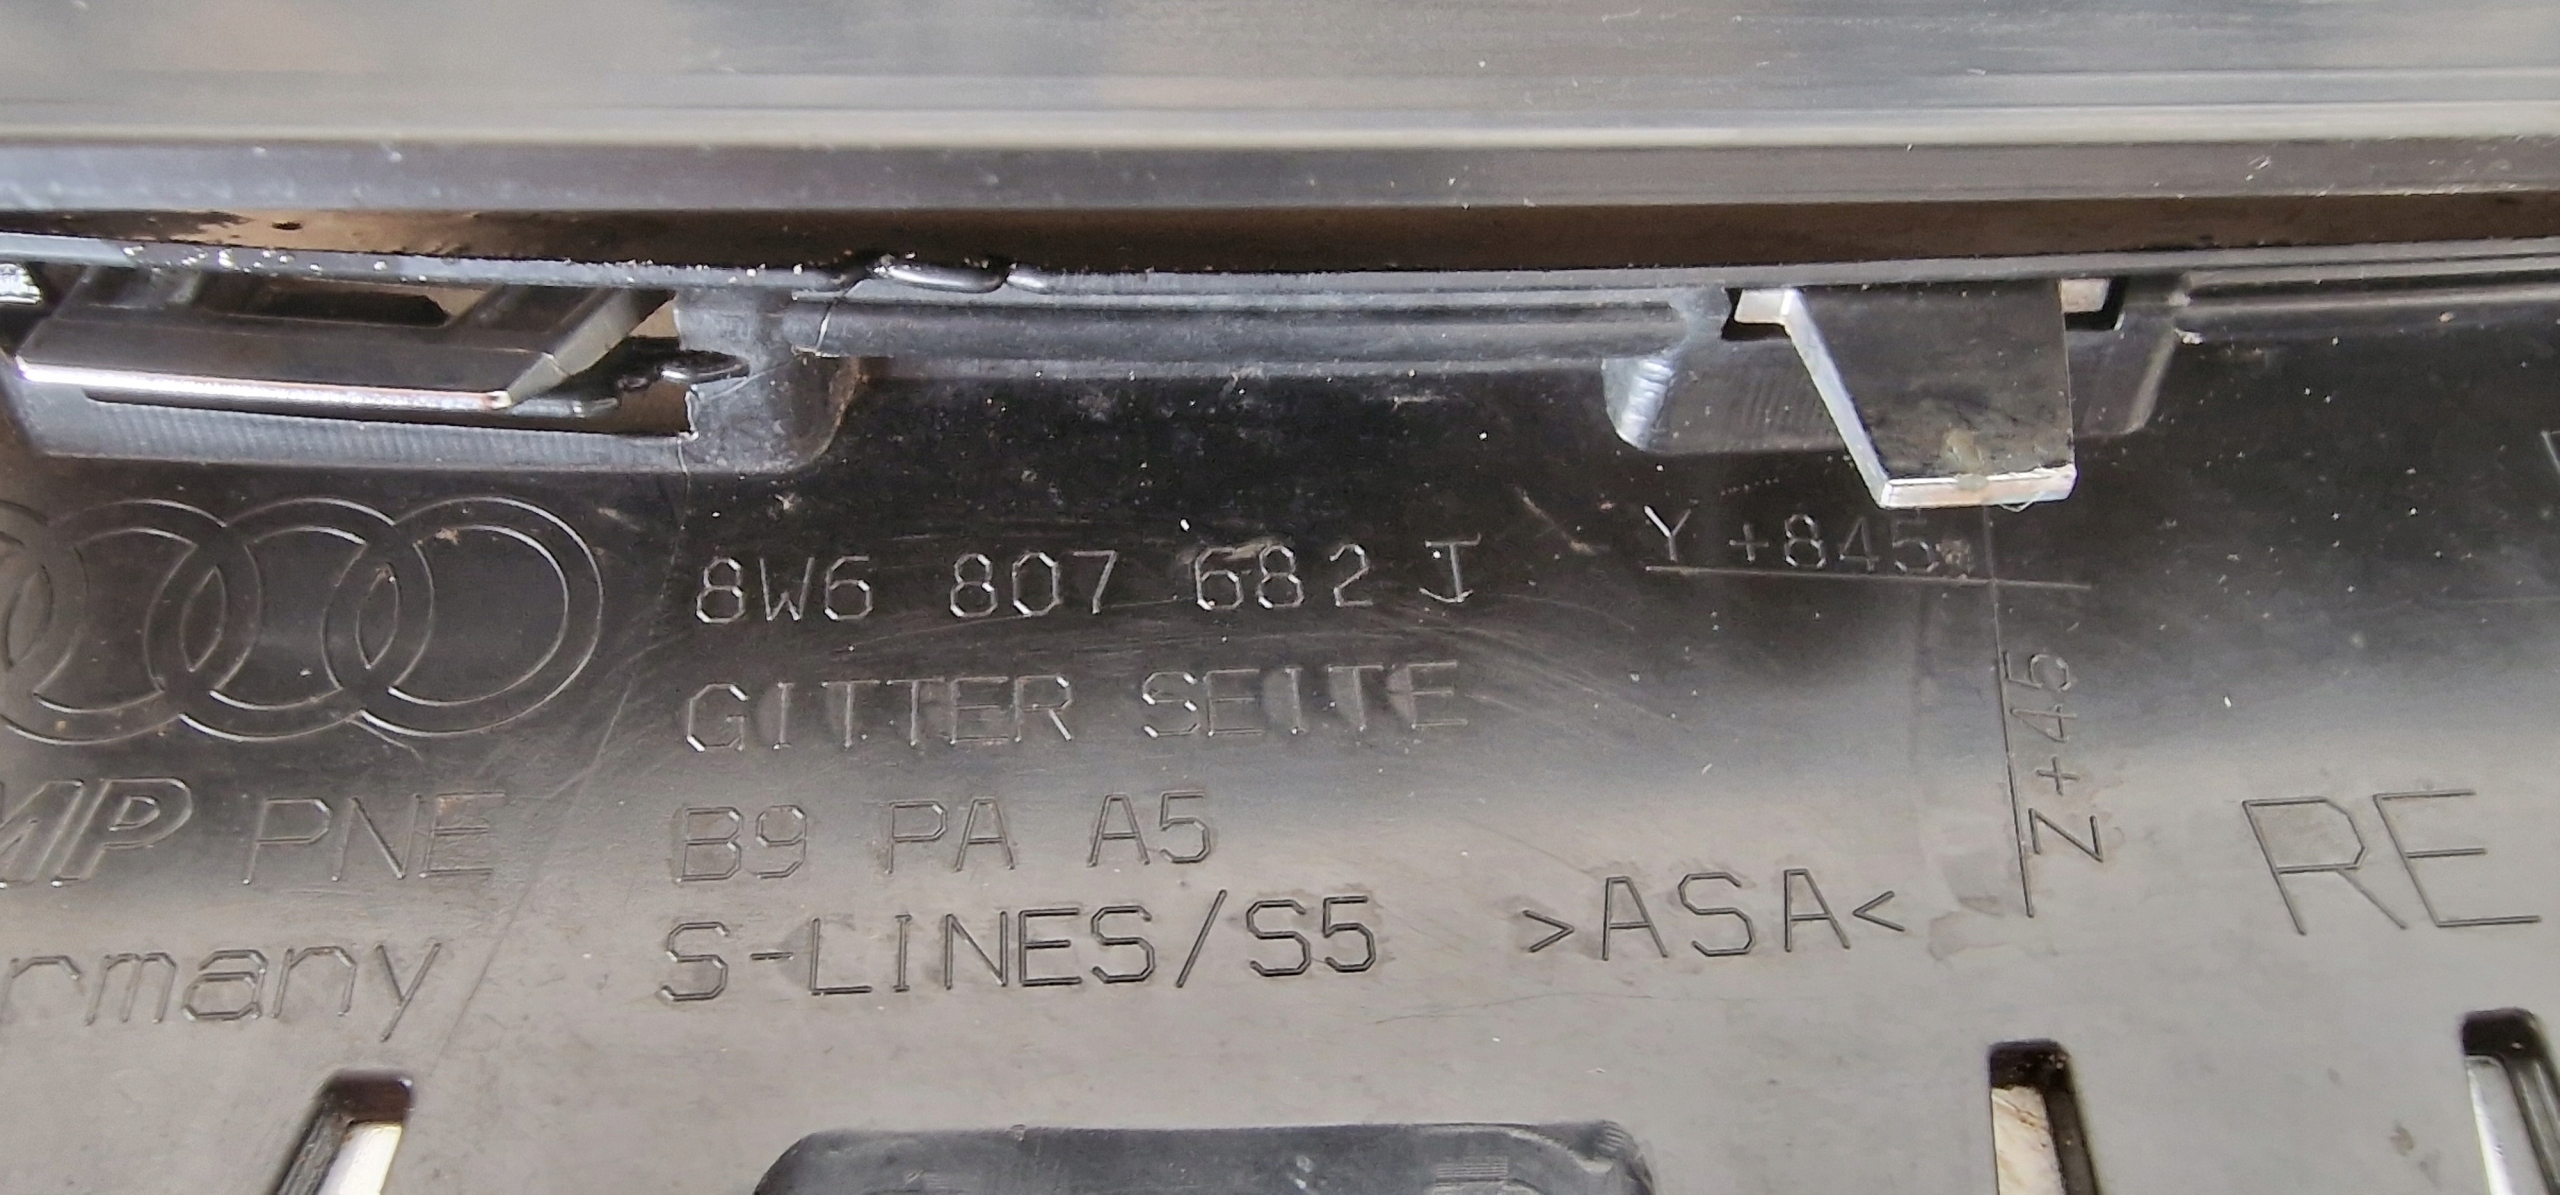 8W6 807 682 J
Y +845
GITTER SEITE
Z+45
MP PNE
B9 PA A5
RE
S-LINES/S5 >ASA<
rmany